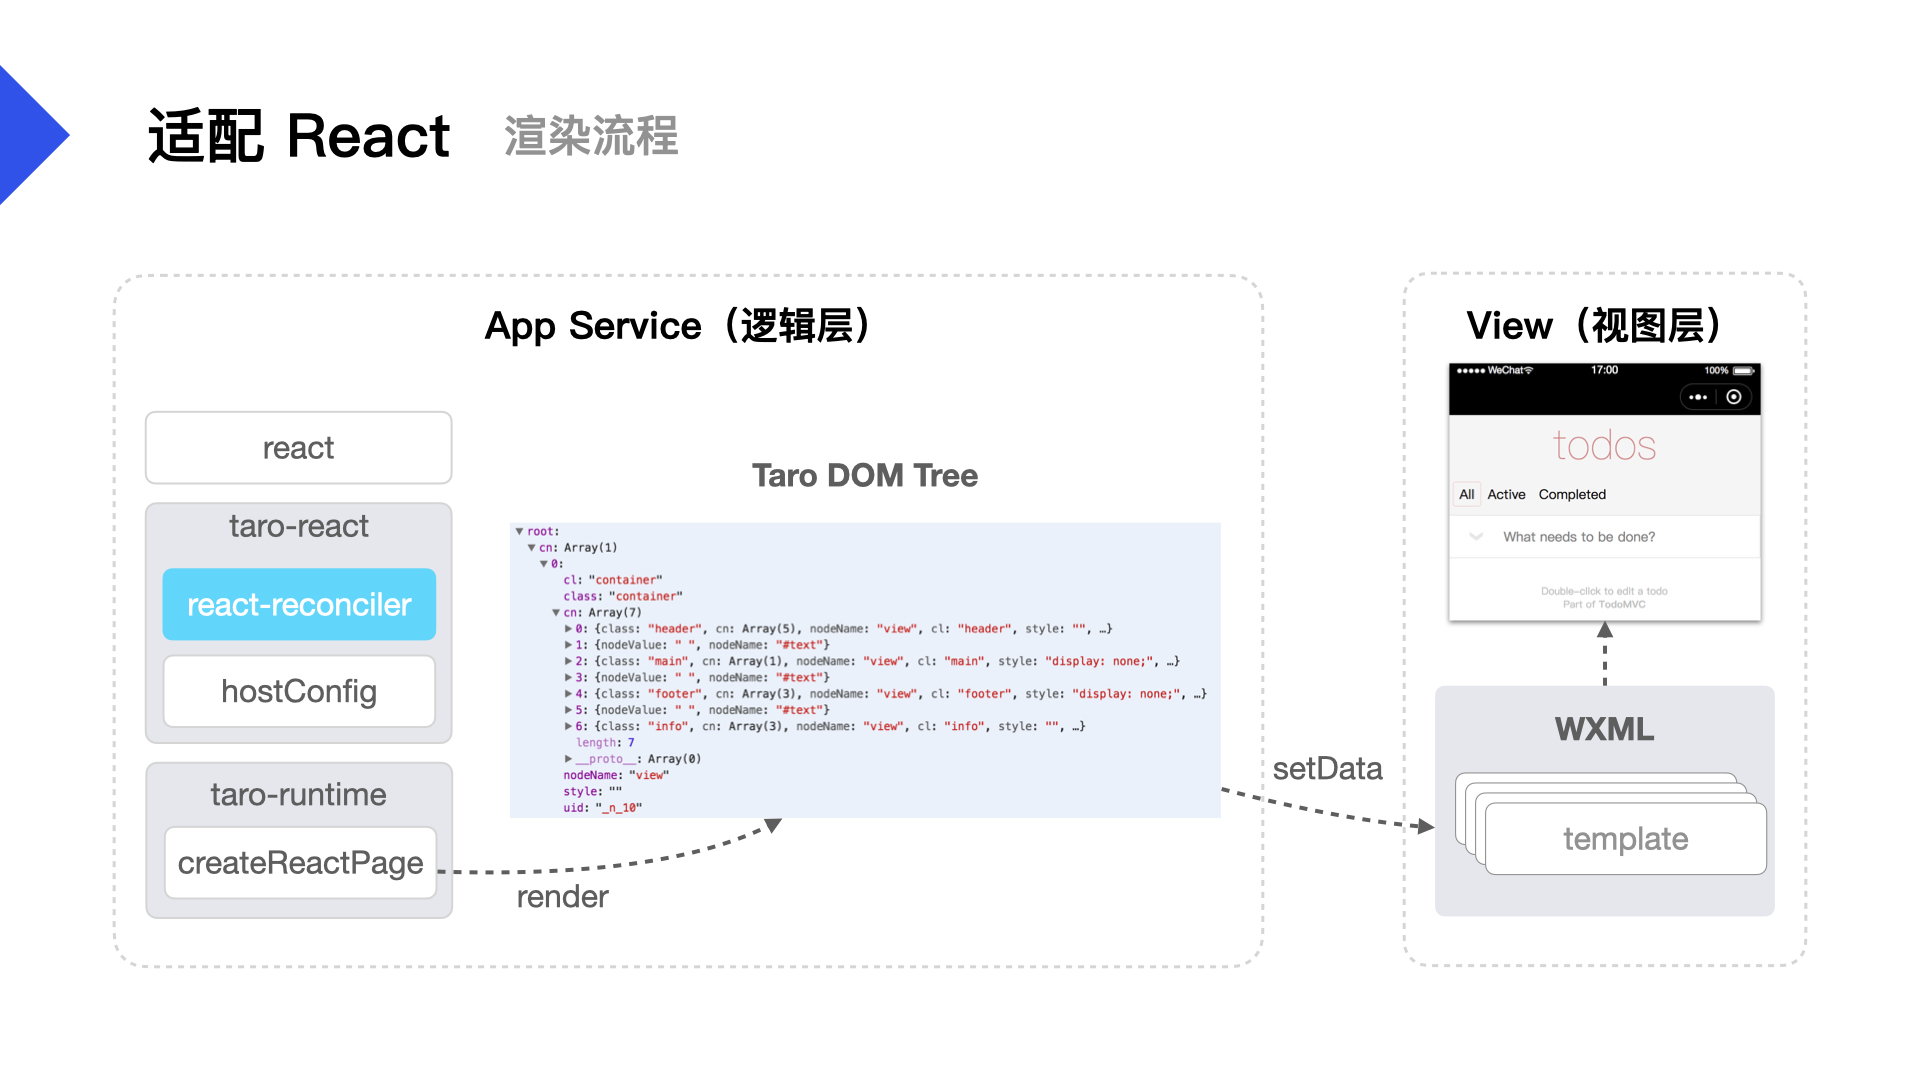 适配 React 渲染流程
App Service（逻辑层）
react
taro-react
react-reconciler
hostConfig
taro-runtime
createReactPage
render
Taro DOM Tree
▼root:
▼cn: Array(1)
▼0:
cl: "container"
class: "container"
▼cn: Array(7)
▶0: {class: "header", cn: Array(5), nodeName: "view", cl: "header", style: "", …}
▶1: {nodeValue: " ", nodeName: "#text"}
▶2: {class: "main", cn: Array(1), nodeName: "view", cl: "main", style: "display: none;", …}
▶3: {nodeValue: " ", nodeName: "#text"}
▶4: {class: "footer", cn: Array(3), nodeName: "view", cl: "footer", style: "display: none;", …}
▶5: {nodeValue: " ", nodeName: "#text"}
▶6: {class: "info", cn: Array(3), nodeName: "view", cl: "info", style: "", …}
length: 7
▶__proto__: Array(0)
nodeName: "view"
style: ""
uid: "_n_10"
setData
View（视图层）
WeChat 17:00 100%
todos
All Active Completed
What needs to be done?
Double-click to edit a todo
Part of TodoMVC
WXML
template